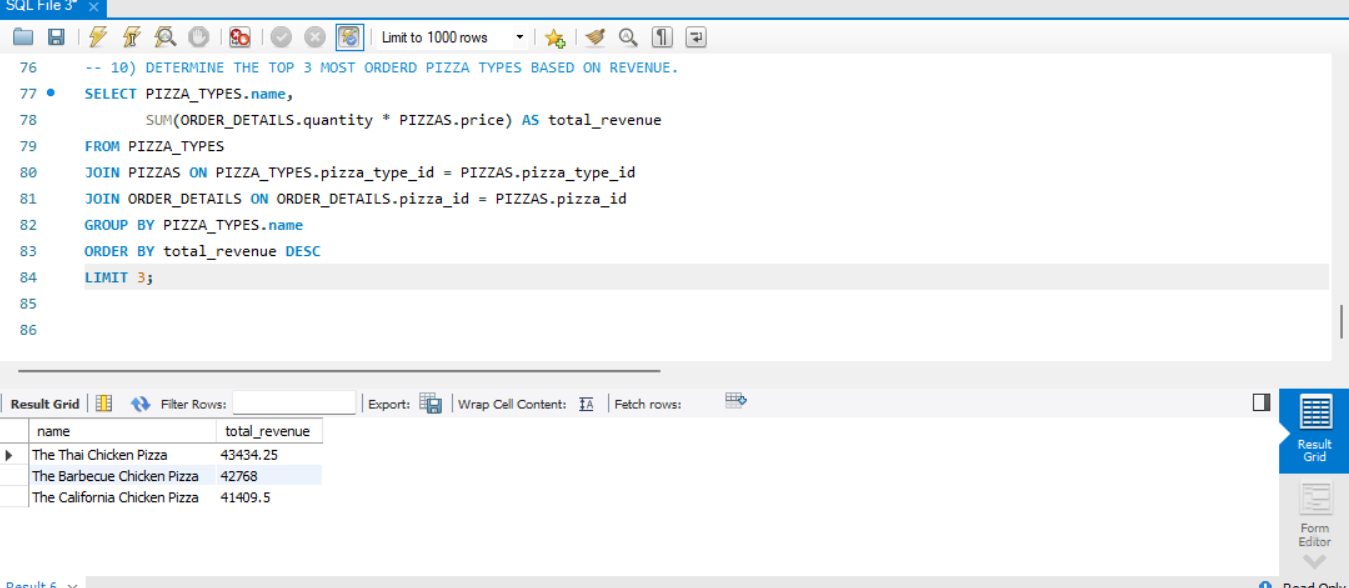 SQL File 3*
Limit to 1000 rows
76 -- 10) DETERMINE THE TOP 3 MOST ORDERD PIZZA TYPES BASED ON REVENUE.
77 SELECT PIZZA_TYPES.name,
78 SUM(ORDER_DETAILS.quantity * PIZZAS.price) AS total_revenue
79 FROM PIZZA_TYPES
80 JOIN PIZZAS ON PIZZA_TYPES.pizza_type_id = PIZZAS.pizza_type_id
81 JOIN ORDER_DETAILS ON ORDER_DETAILS.pizza_id = PIZZAS.pizza_id
82 GROUP BY PIZZA_TYPES.name
83 ORDER BY total_revenue DESC
84 LIMIT 3;
85
86
Result Grid Filter Rows: Export: Wrap Cell Content: IA Fetch rows:
name total_revenue
The Thai Chicken Pizza 43434.25
The Barbecue Chicken Pizza 42768
The California Chicken Pizza 41409.5
Result
Grid
Form
Editor
Result 6
Read Only